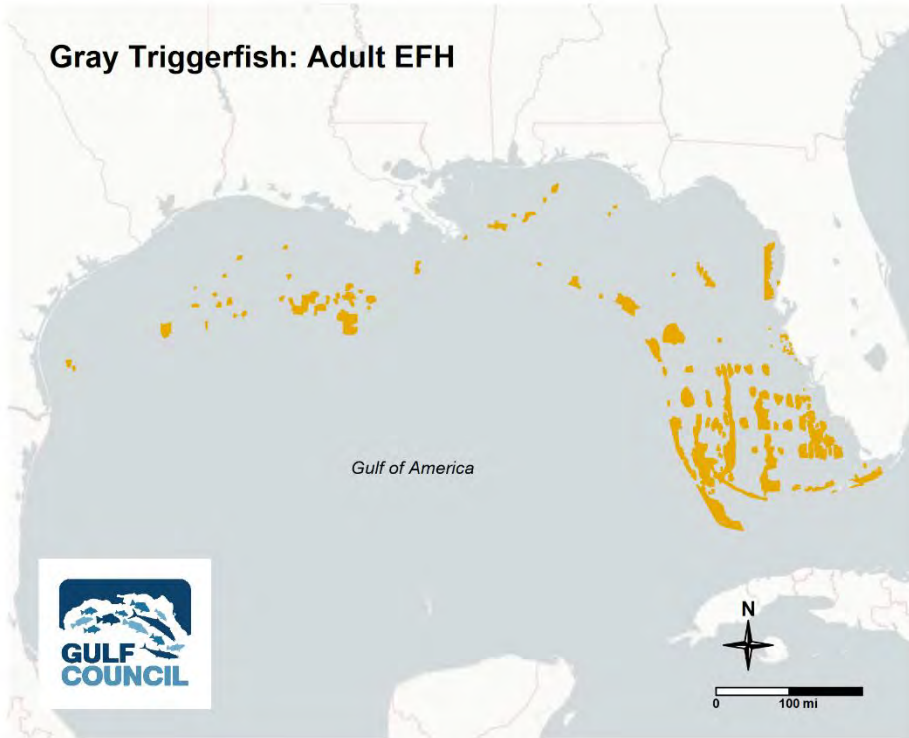 Gray Triggerfish: Adult EFH
Gulf of America
GULF
COUNCIL
N
0 100 mi